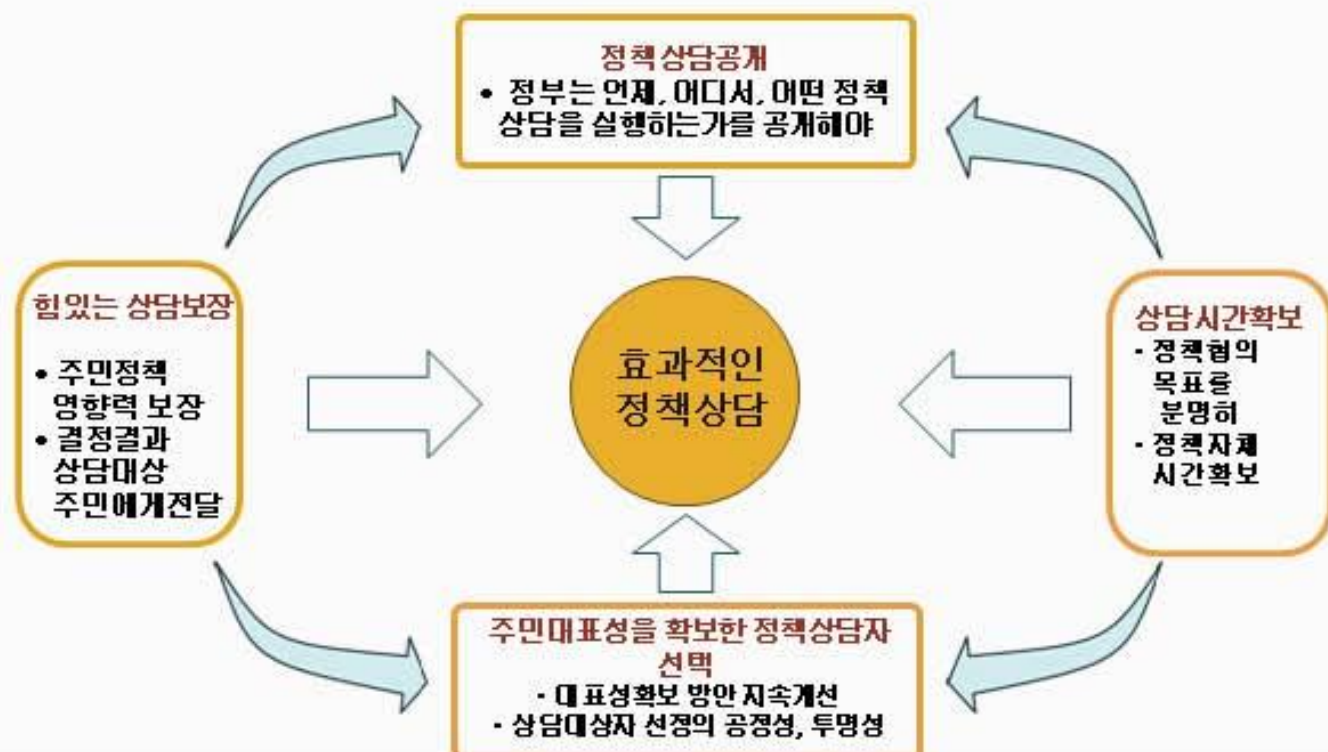 정책상담공개
• 정부는 언제, 어디서, 어떤 정책
상담을 실행하는가를 공개해야
힘있는 상담보장
• 주민정책
영향력 보장
• 결정결과
상담대상
주민에게전달
효과적인
정책상담
상담시간확보
- 정책협의
목표를
분명히
- 정책자체
시간확보
주민대표성을 확보한 정책상담자
선택
- 대표성확보 방안 지속개선
- 상담대상자 선정의 공정성, 투명성